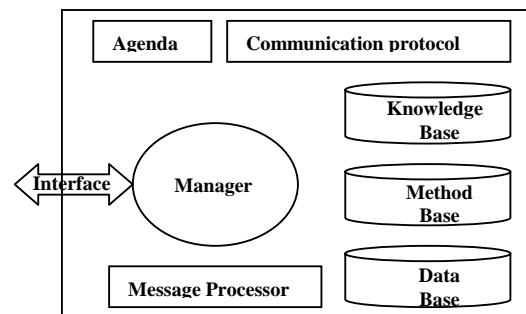 Agenda
Communication protocol
Knowledge
Base
Interface
Manager
Method
Base
Message Processor
Data
Base